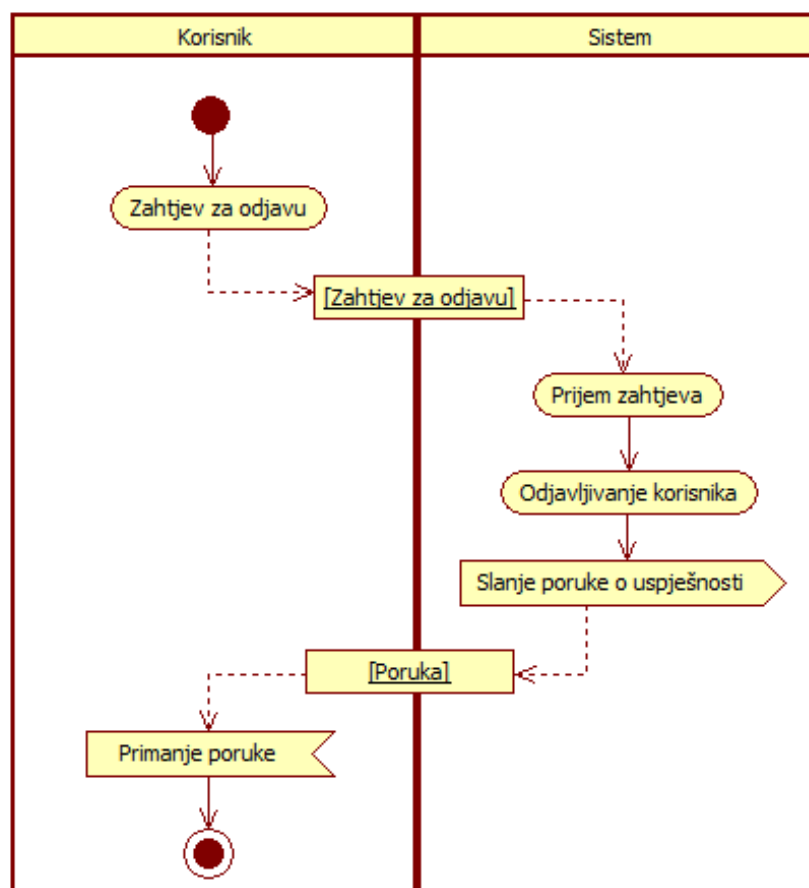 Korisnik
Sistem
Zahtjev za odjavu
[Zahtjev za odjavu]
Prijem zahtjeva
Odjavljivanje korisnika
Slanje poruke o uspješnosti
[Poruka]
Primanje poruke